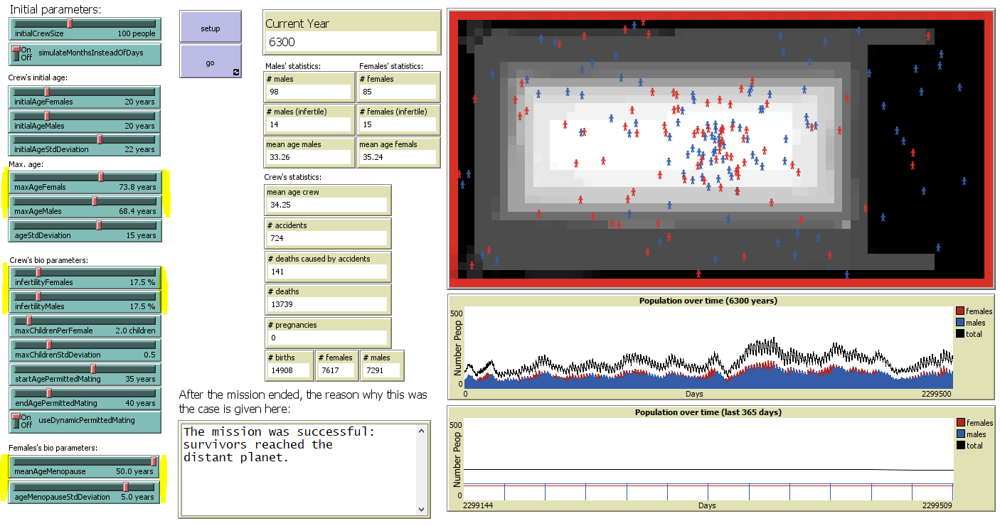 Initial parameters:
initialCrewSize 100 people
On
Off
simulateMonthsInsteadOfDays
Crew's initial age:
initialAgeFemales 20 years
initialAgeMales 20 years
initialAgeStdDeviation 22 years
Max. age:
maxAgeFemals 73.8 years
maxAgeMales 68.4 years
ageStdDeviation 15 years
Crew's bio parameters:
infertilityFemales 17.5 %
infertilityMales 17.5 %
maxChildrenPerFemale 2.0 children
maxChildrenStdDeviation 0.5
startAgePermittedMating 35 years
endAgePermittedMating 40 years
On
Off
useDynamicPermittedMating
Females's bio parameters:
meanAgeMenopause 50.0 years
ageMenopauseStdDeviation 5.0 years
setup
go
Current Year
6300
Males' statistics: Females' statistics:
# males # females
98 85
# males (infertile) # females (infertile)
14 15
mean age males mean age femals
33.26 35.24
Crew's statistics:
mean age crew
34.25
# accidents
724
# deaths caused by accidents
141
# deaths
13739
# pregnancies
0
# births # females # males
14908 7617 7291
After the mission ended, the reason why this was
the case is given here:
The mission was successful:
survivors reached the
distant planet.
Population over time (6300 years)
500
Number Peop
0
0 Days 2299500
females
males
total
Population over time (last 365 days)
500
Number Peop
0
2299144 Days 2299509
females
males
total